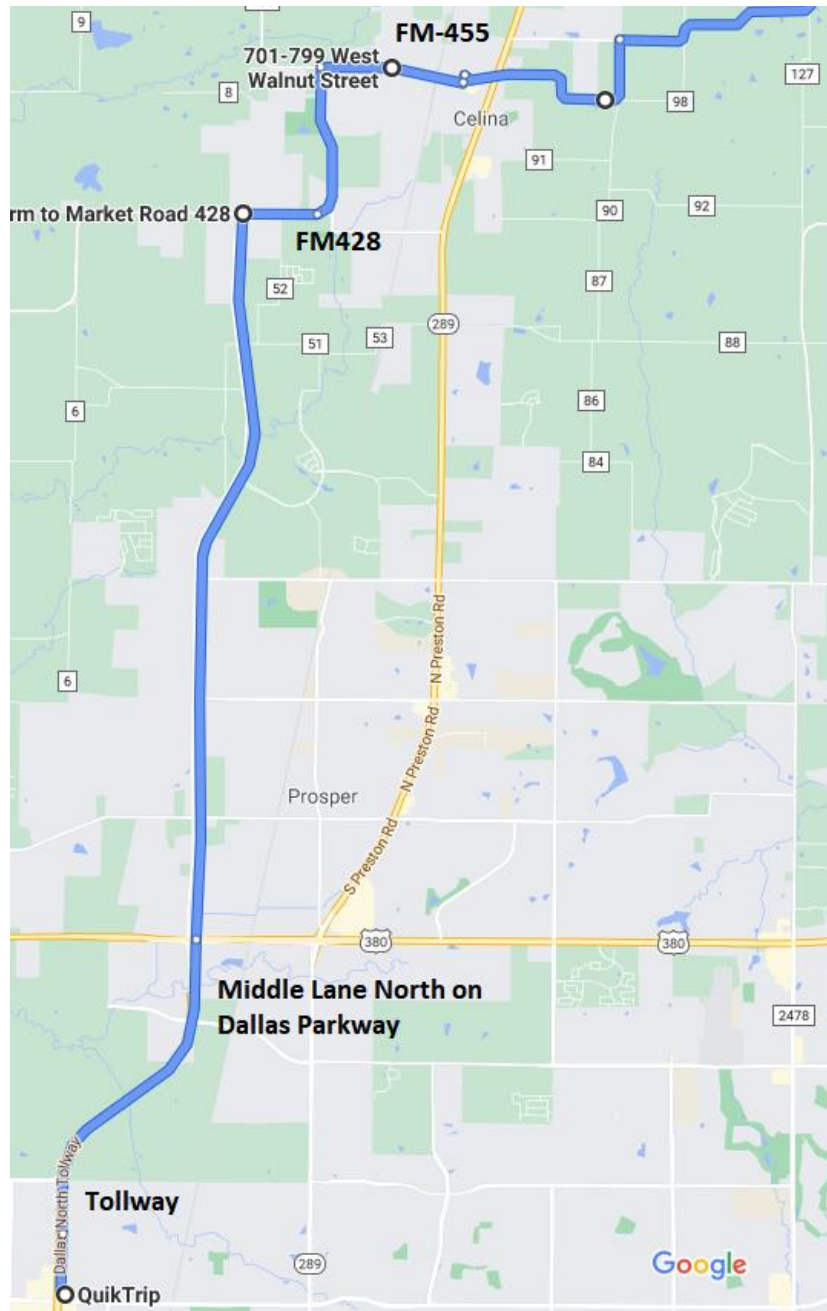 9
FM-455
701-799 West
Walnut Street
127
8
98
Celina
91
rm to Market Road 428
90
92
FM428
52
87
289
51
53
88
6
86
84
N Preston Rd
6
N Preston Rd
Prosper
S Preston Rd
380
380
Middle Lane North on
Dallas Parkway
2478
Dallar North Tollway
Tollway
289
Google
QuikTrip